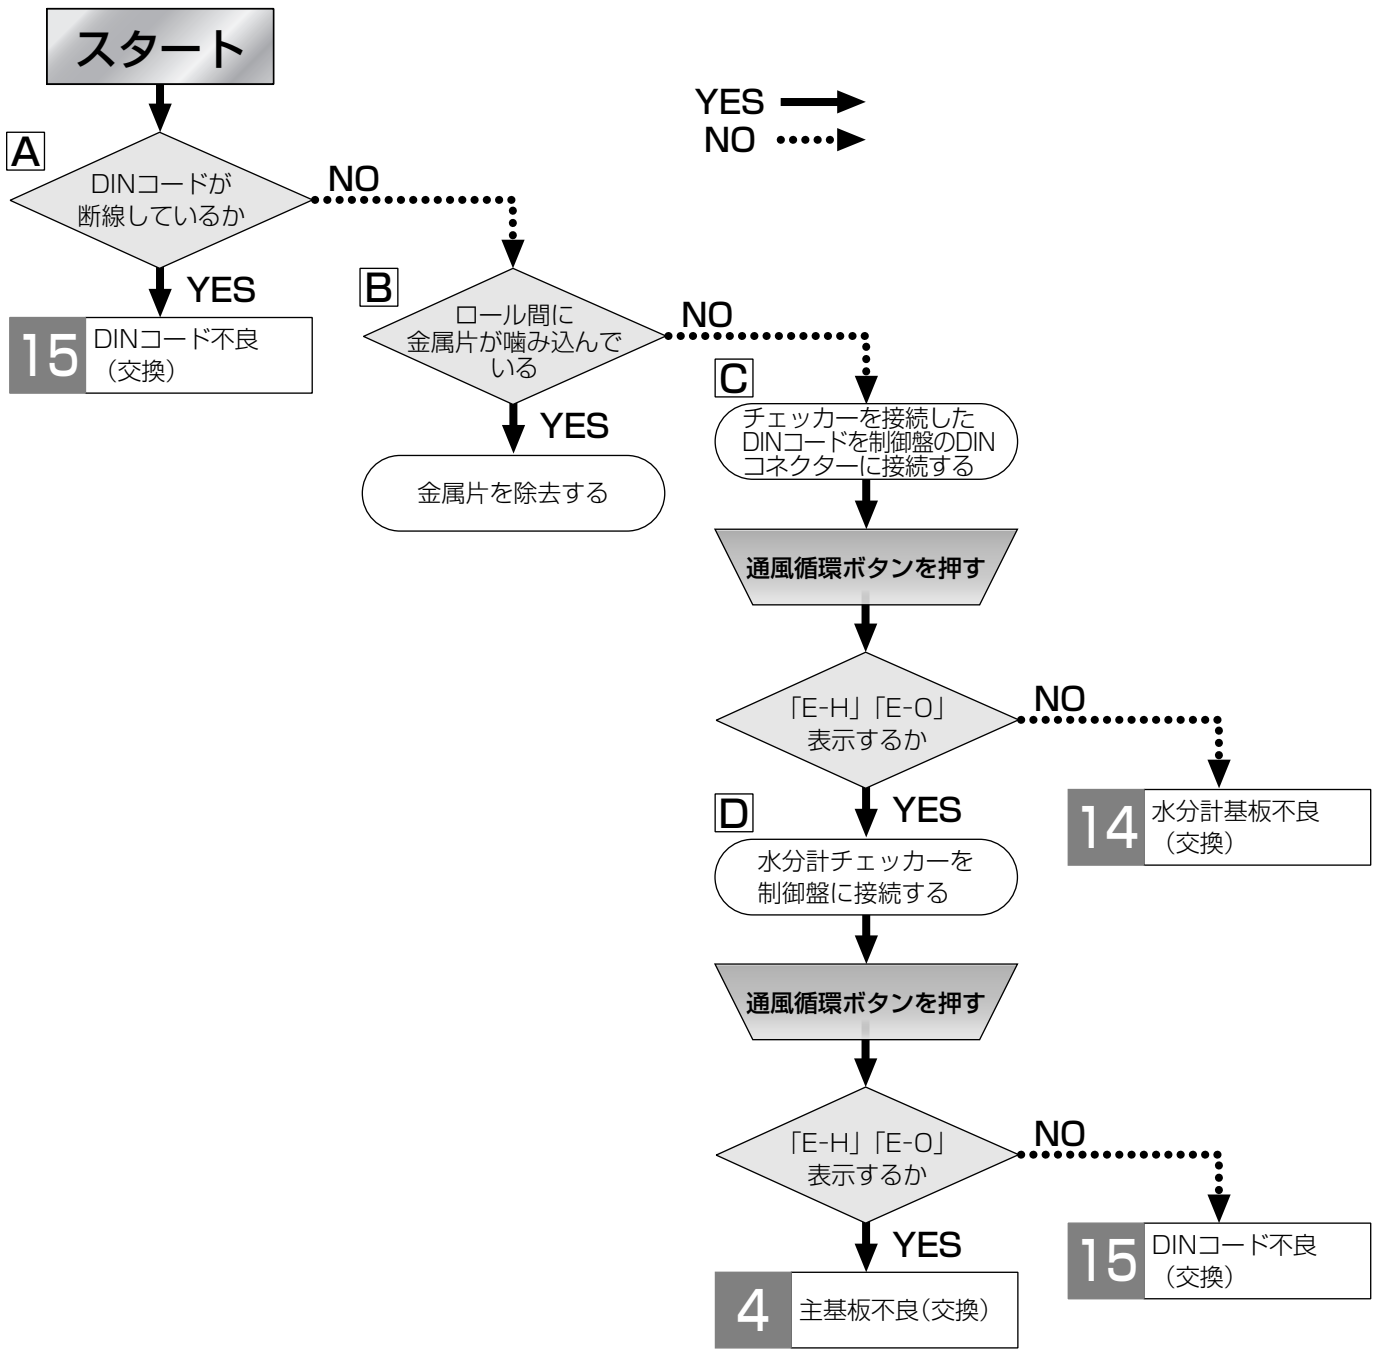 スタート
YES
NO
A
DINコードが
断線しているか
NO
YES
15
DINコード不良
（交換）
B
ロール間に
金属片が噛み込んで
いる
NO
YES
金属片を除去する
C
チェッカーを接続した
DINコードを制御盤のDIN
コネクターに接続する
通風循環ボタンを押す
「E-H」「E-O」
表示するか
NO
14
水分計基板不良
（交換）
YES
D
水分計チェッカーを
制御盤に接続する
通風循環ボタンを押す
「E-H」「E-O」
表示するか
NO
15
DINコード不良
（交換）
YES
4
主基板不良（交換）